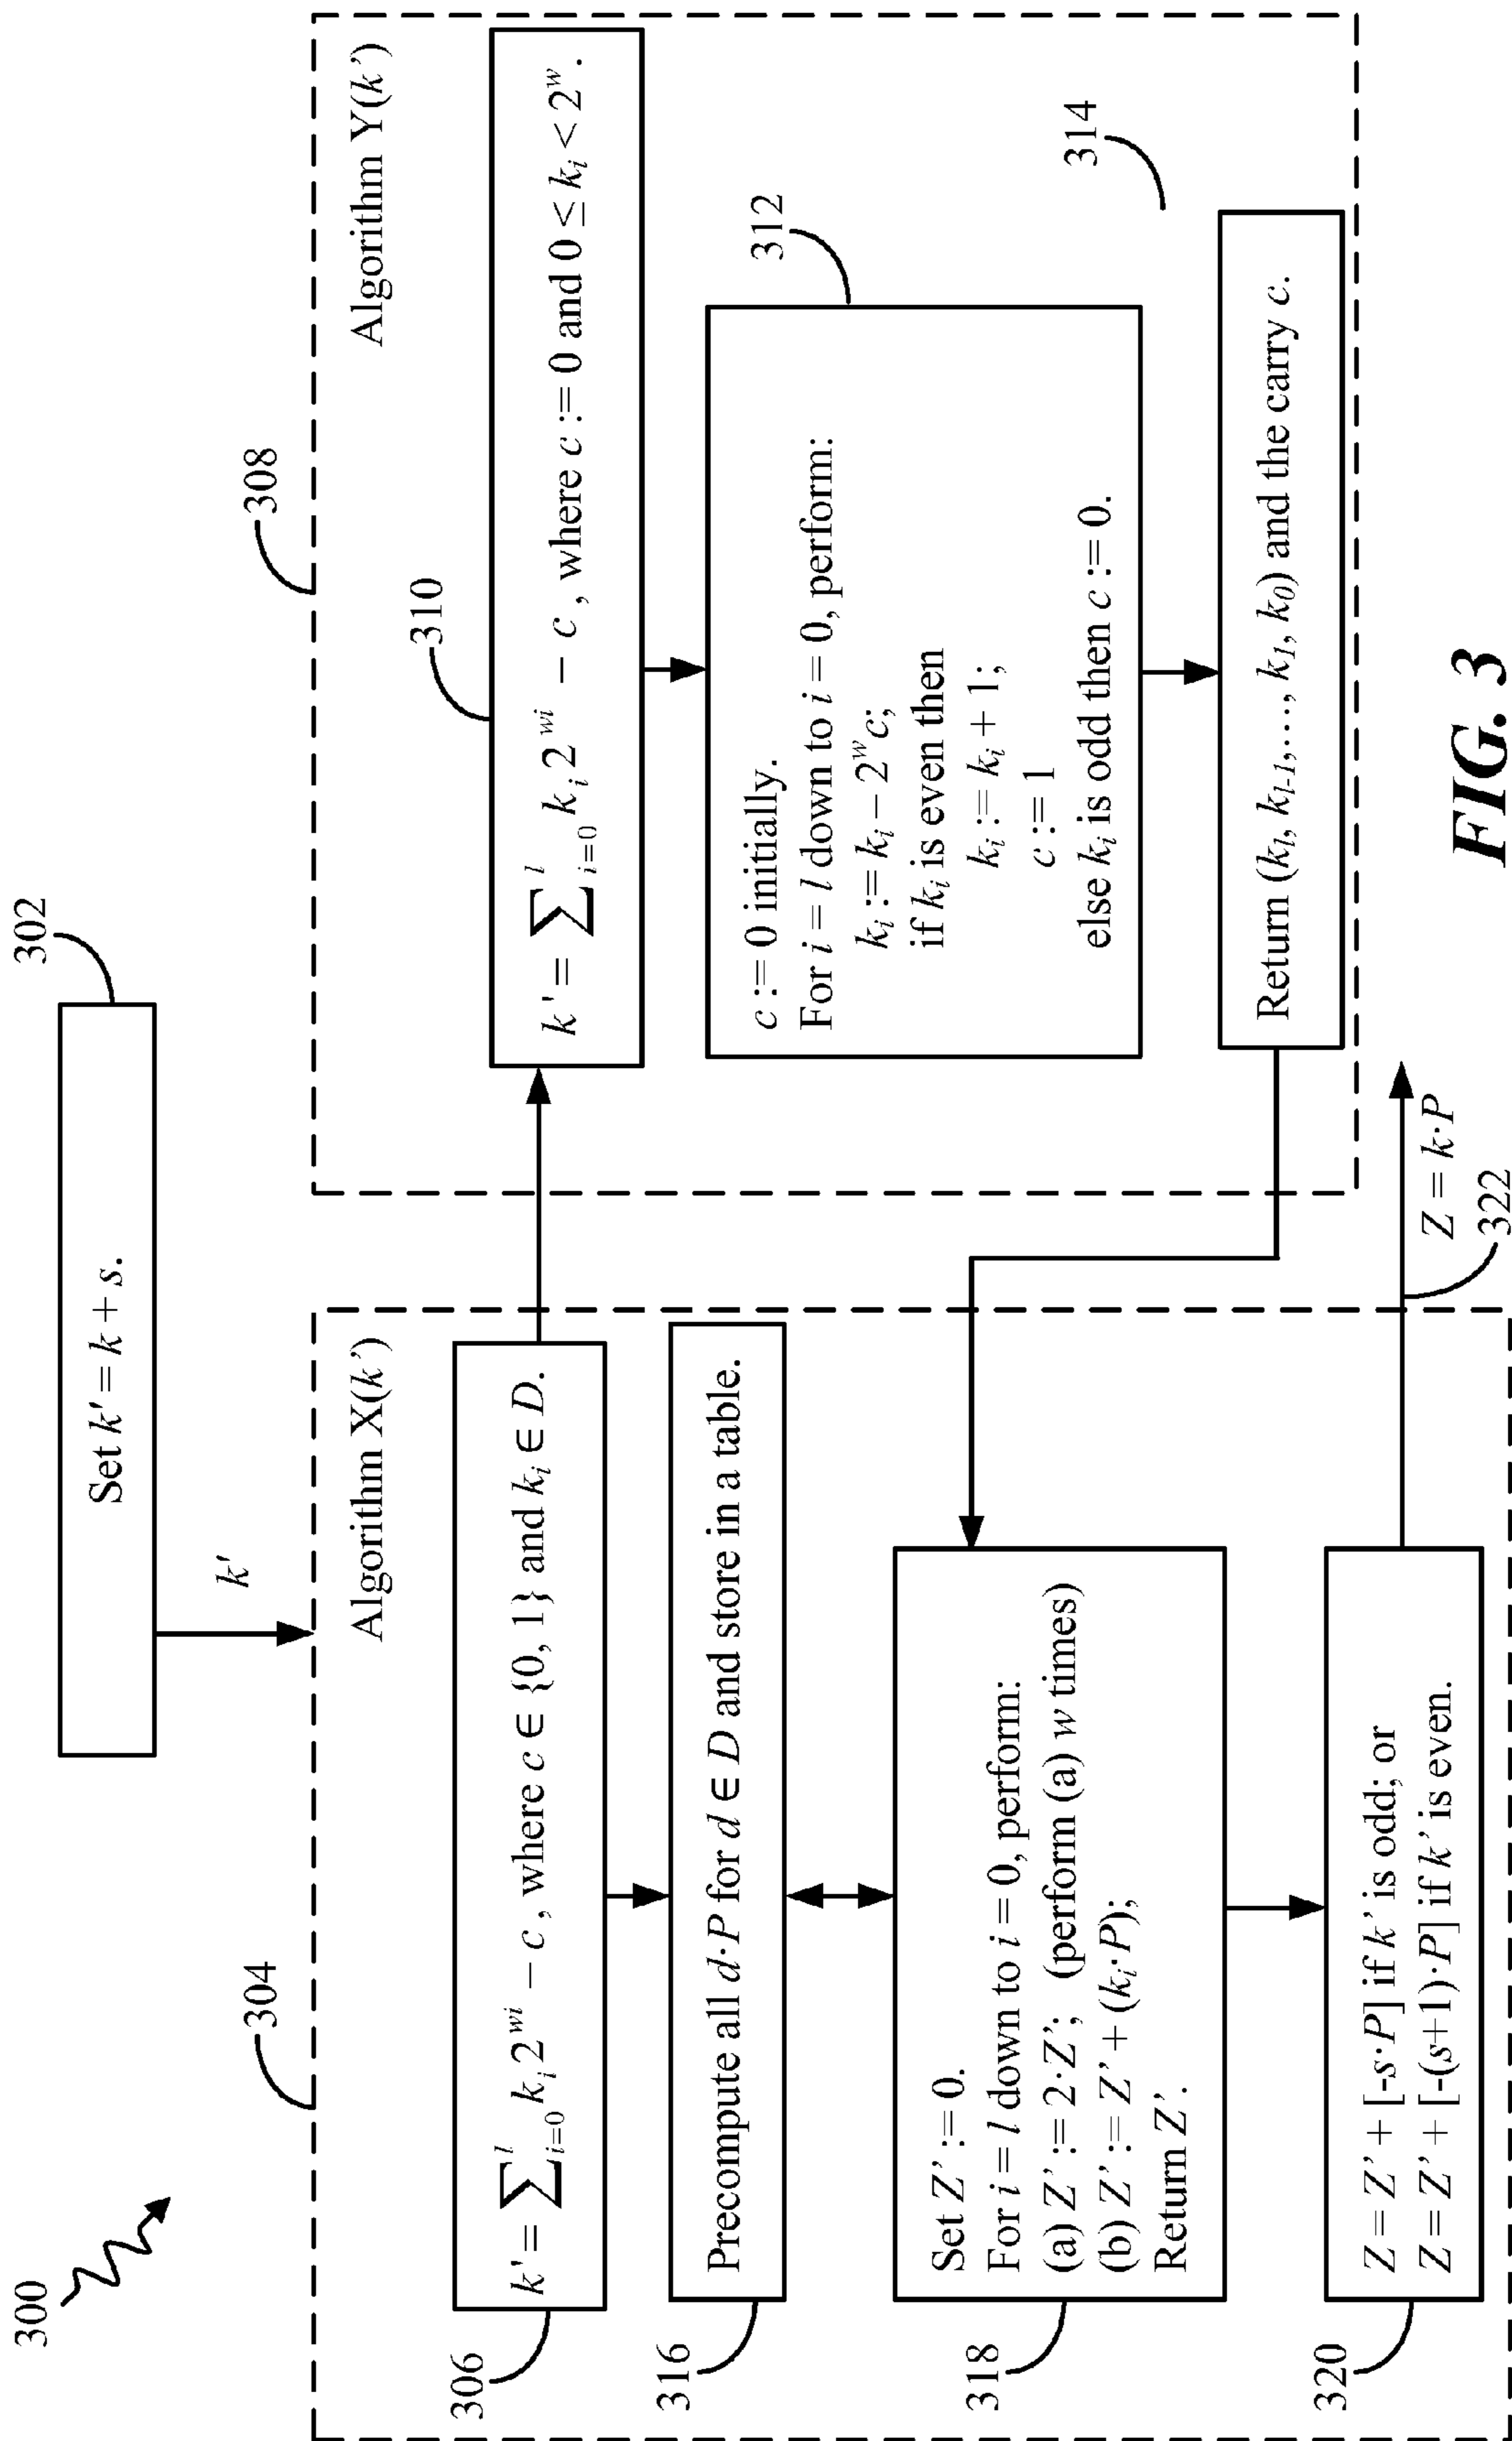 300
302
Set k' = k + s.
k'
304
Algorithm X(k')
306
k' = ∑_{i=0}^{l} k_i 2^{wi} − c, where c ∈ {0, 1} and k_i ∈ D.
316
Precompute all d·P for d ∈ D and store in a table.
318
Set Z' := 0.
For i = l down to i = 0, perform:
(a) Z' := 2·Z'; (perform (a) w times)
(b) Z' := Z' + (k_i·P);
Return Z'.
320
Z = Z' + [-s·P] if k' is odd; or
Z = Z' + [-(s+1)·P] if k' is even.
308
Algorithm Y(k')
310
k' = ∑_{i=0}^{l} k_i 2^{wi} − c , where c := 0 and 0 ≤ k_i < 2^w.
312
c := 0 initially.
For i = l down to i = 0, perform:
k_i := k_i − 2^w c;
if k_i is even then
k_i := k_i + 1;
c := 1
else k_i is odd then c := 0.
314
Return (k_l, k_{l-1},..., k_1, k_0) and the carry c.
Z = k·P
322
FIG. 3